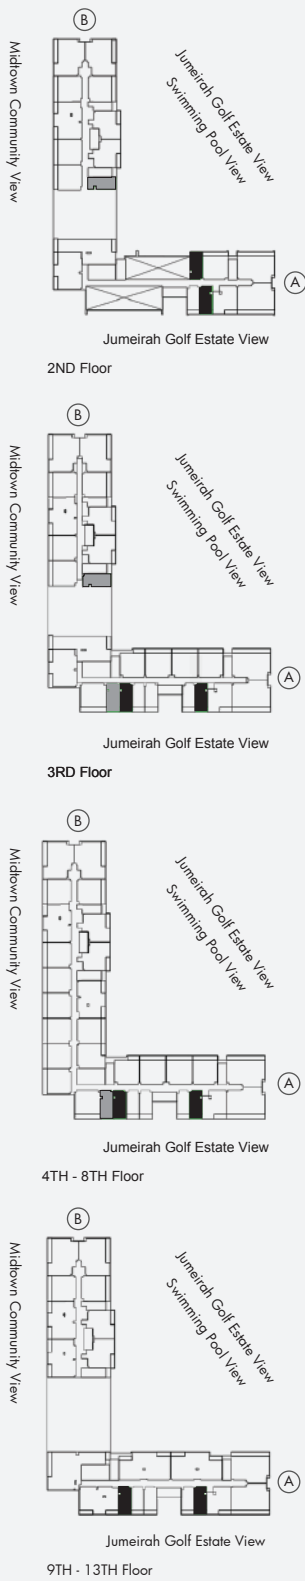 B
Midtown Community View
Jumeirah Golf Estate View
Swimming Pool View
A
Jumeirah Golf Estate View
2ND Floor
B
Midtown Community View
Jumeirah Golf Estate View
Swimming Pool View
A
Jumeirah Golf Estate View
3RD Floor
B
Midtown Community View
Jumeirah Golf Estate View
Swimming Pool View
A
Jumeirah Golf Estate View
4TH - 8TH Floor
B
Midtown Community View
Jumeirah Golf Estate View
Swimming Pool View
A
Jumeirah Golf Estate View
9TH - 13TH Floor